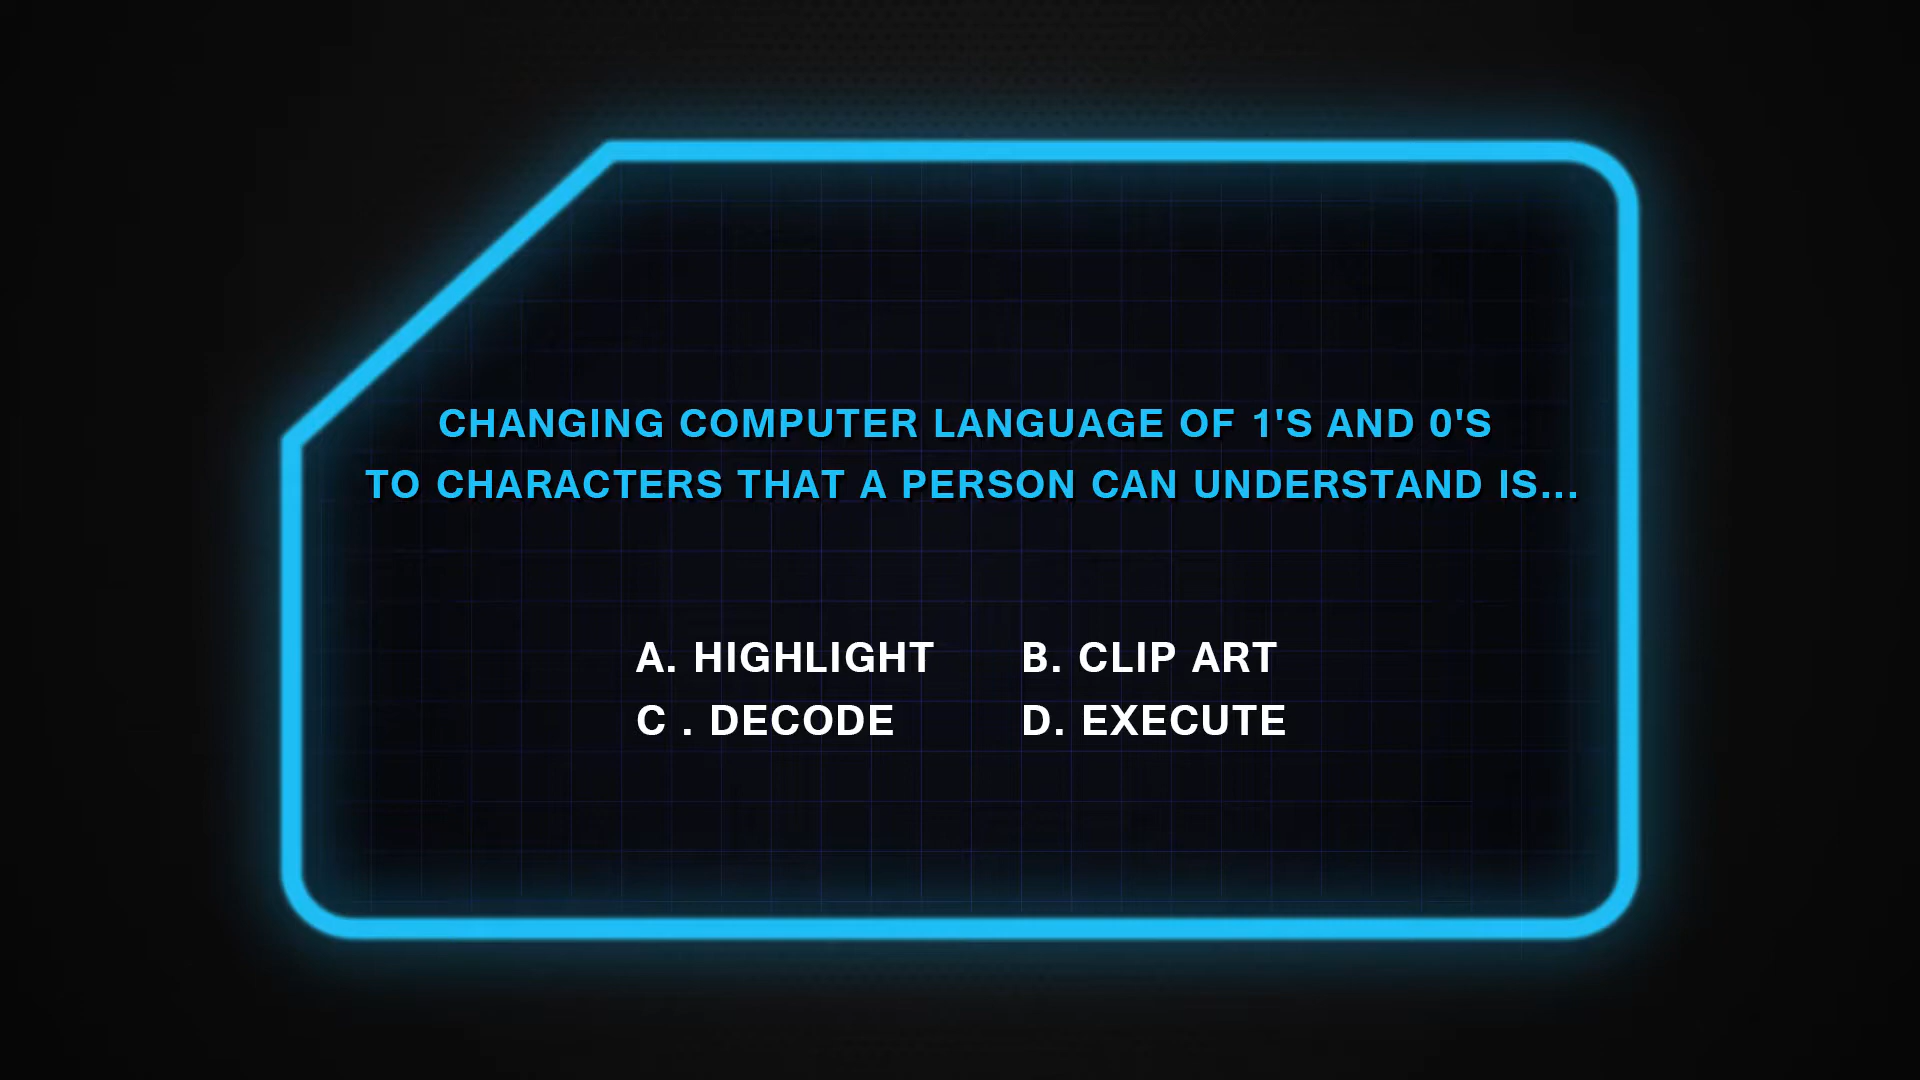 CHANGING COMPUTER LANGUAGE OF 1'S AND 0'S
TO CHARACTERS THAT A PERSON CAN UNDERSTAND IS...
A. HIGHLIGHT B. CLIP ART
C . DECODE D. EXECUTE